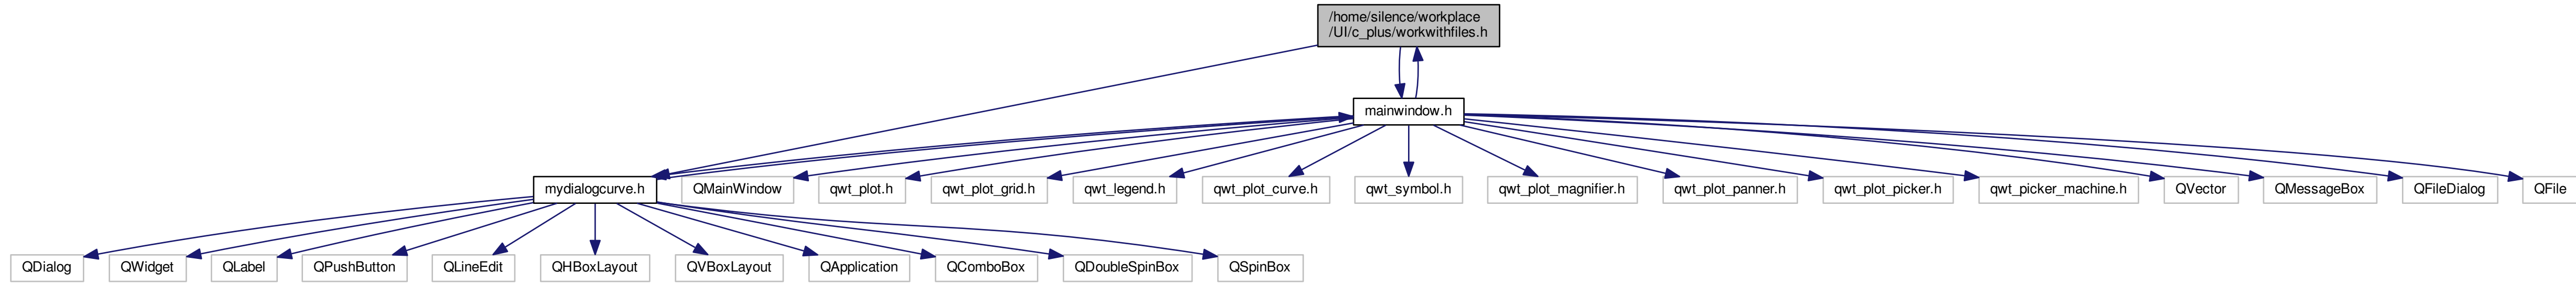 /home/silence/workplace
/UI/c_plus/workwithfiles.h
mainwindow.h
mydialogcurve.h
QMainWindow
qwt_plot.h
qwt_plot_grid.h
qwt_legend.h
qwt_plot_curve.h
qwt_symbol.h
qwt_plot_magnifier.h
qwt_plot_panner.h
qwt_plot_picker.h
qwt_picker_machine.h
QVector
QMessageBox
QFileDialog
QFile
QDialog
QWidget
QLabel
QPushButton
QLineEdit
QHBoxLayout
QVBoxLayout
QApplication
QComboBox
QDoubleSpinBox
QSpinBox